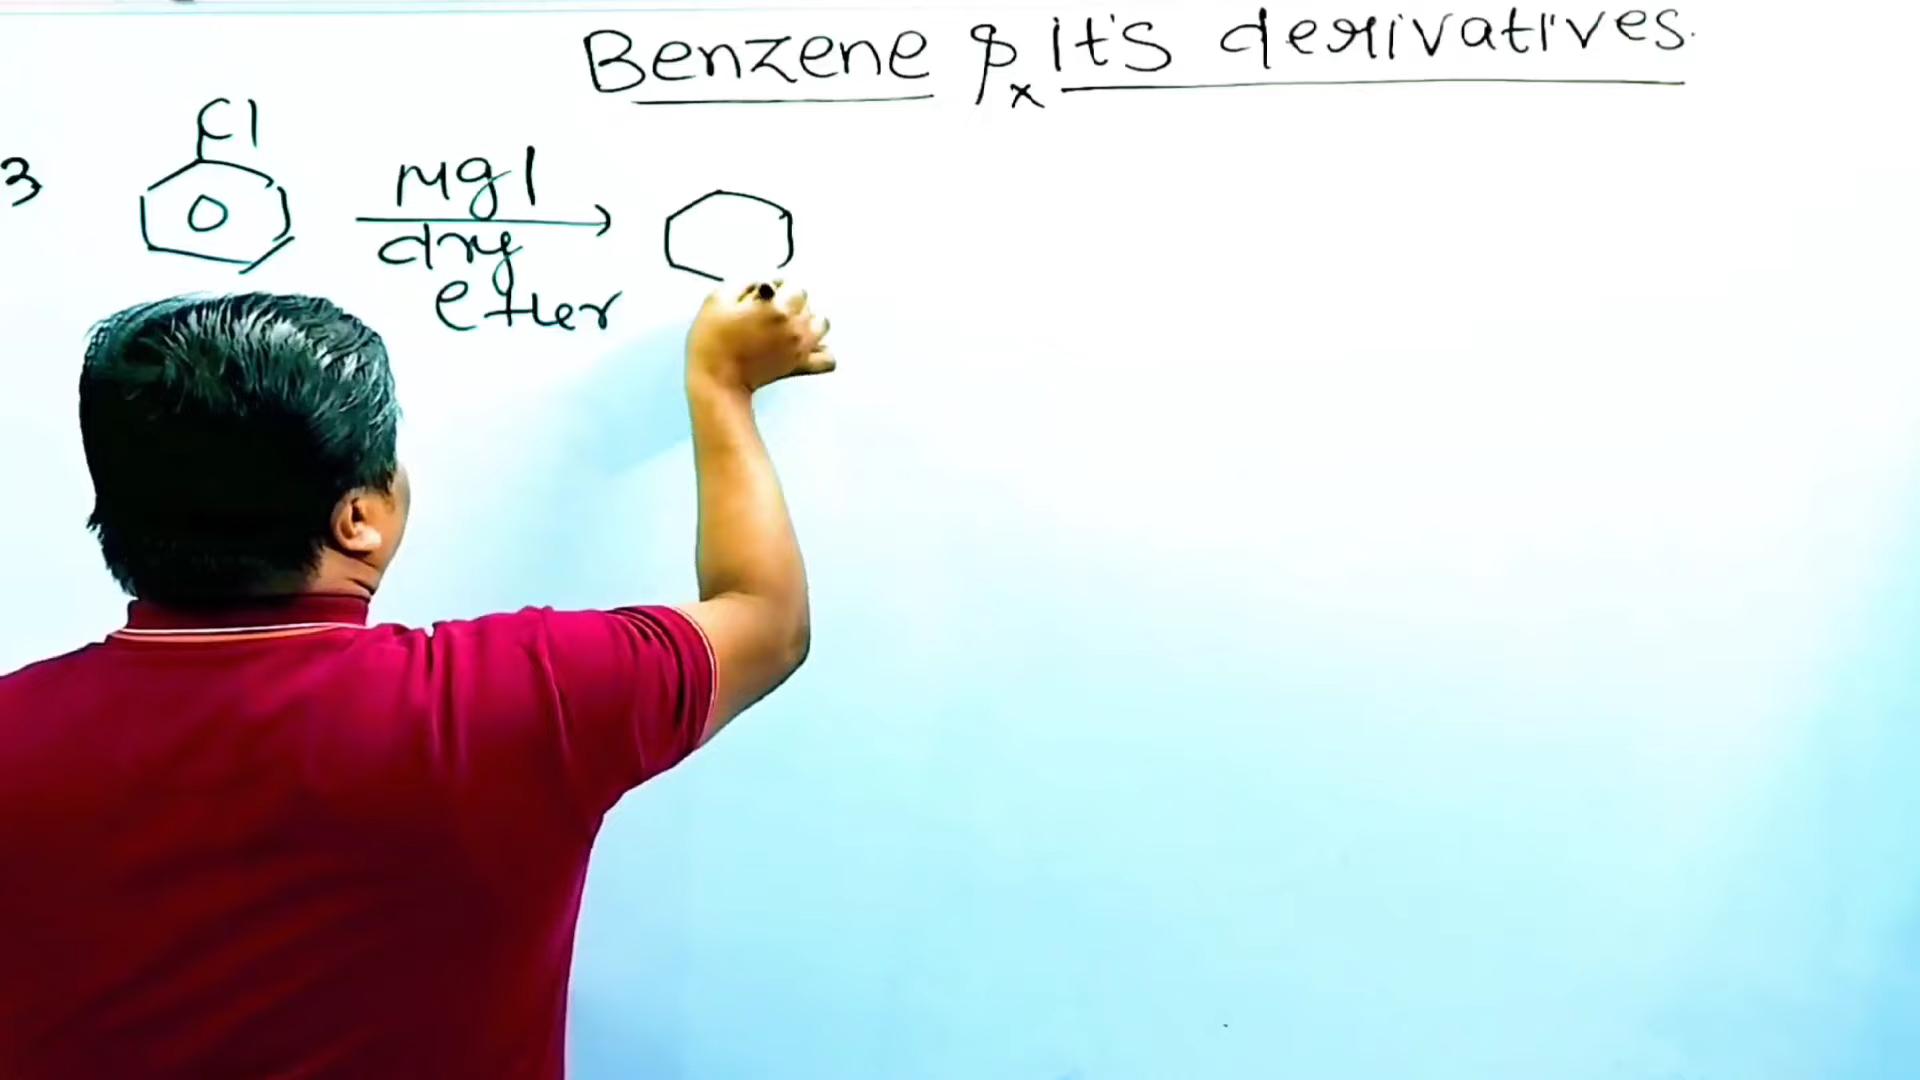 Benzene & it's derivatives.
x
3
Cl
Mg /
dry
ether